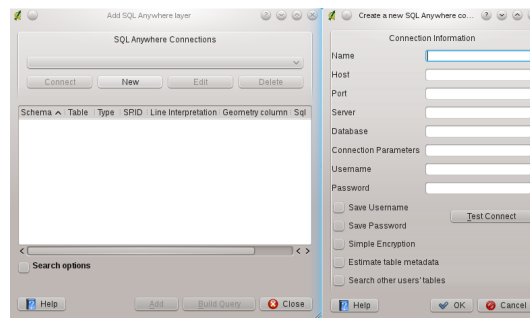 Add SQL Anywhere layer
SQL Anywhere Connections
Connect New Edit Delete
Schema Table Type SRID Line Interpretation Geometry column Sql
Search options
Help Add Build Query Close
Create a new SQL Anywhere co...
Connection Information
Name
Host
Port
Server
Database
Connection Parameters
Username
Password
Save Username
Test Connect
Save Password
Simple Encryption
Estimate table metadata
Search other users' tables
Help OK Cancel